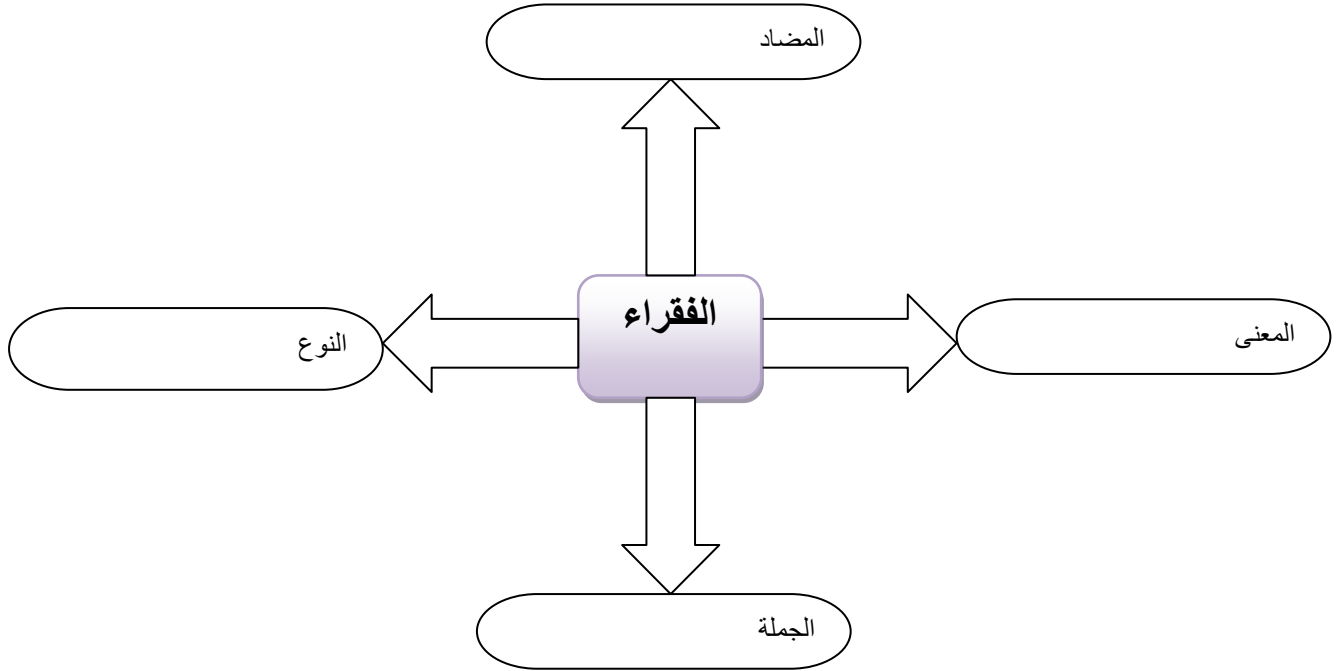 المضاد
الفقراء
المعنى
النوع
الجملة